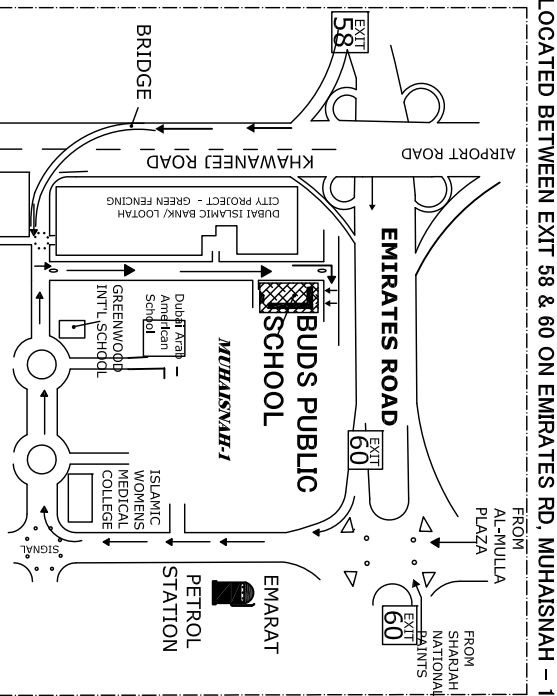 LOCATED BETWEEN EXIT 58 & 60 ON EMIRATES RD, MUHAISNAH - 1
EXIT
58
BRIDGE
AIRPORT ROAD
KHAWANEEJ ROAD
DUBAI ISLAMIC BANK/ LOOTAH
CITY PROJECT - GREEN FENCING
EMIRATES ROAD
BUDS PUBLIC
SCHOOL
MUHAISNAH-1
Dubai Arab
American
School
GREENWOOD
INT'L SCHOOL
EXIT
60
ISLAMIC
WOMENS
MEDICAL
COLLEGE
SIGNAL
FROM
AL-MULLA
PLAZA
EMARAT
PETROL
STATION
EXIT
60
FROM
SHARJAH
NATIONAL
PAINTS